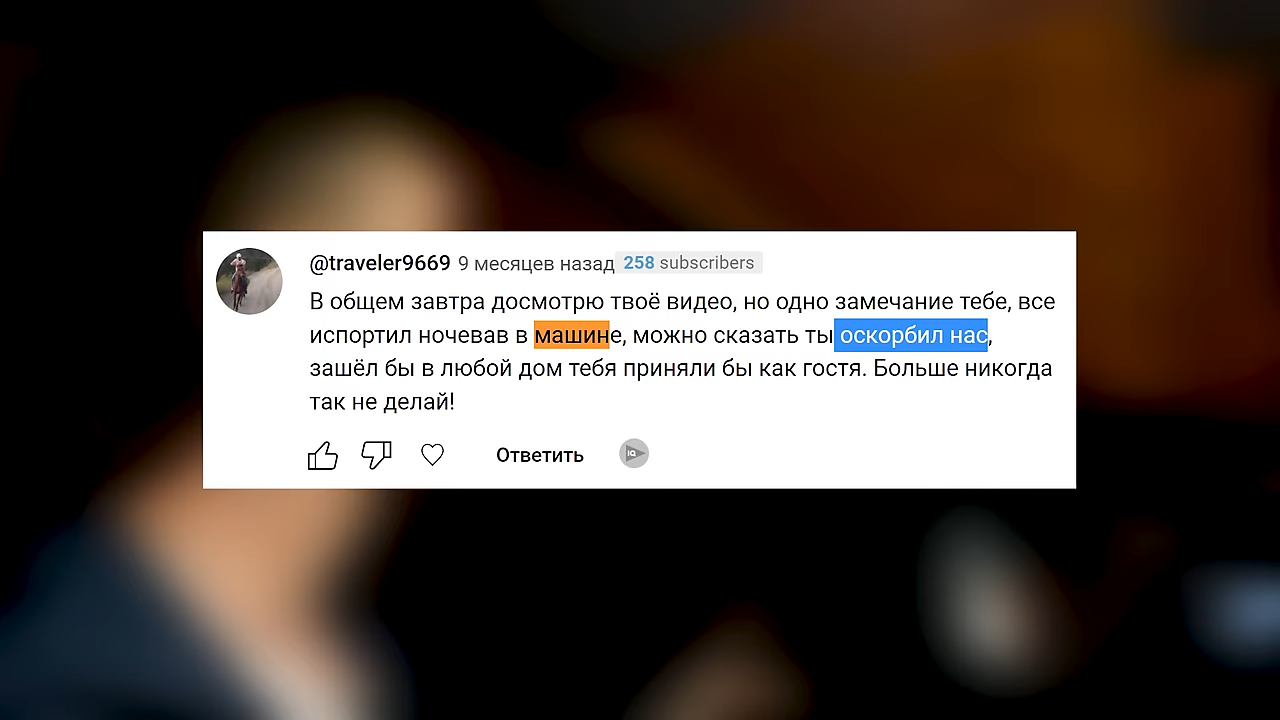 @traveler9669 9 месяцев назад 258 subscribers
В общем завтра досмотрю твоё видео, но одно замечание тебе, все
испортил ночевав в машине, можно сказать ты оскорбил нас,
зашёл бы в любой дом тебя приняли бы как гостя. Больше никогда
так не делай!
Ответить
IQ